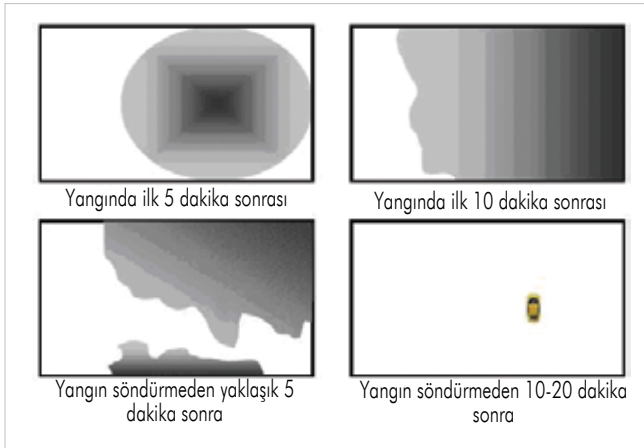 Yangında ilk 5 dakika sonrası
Yangında ilk 10 dakika sonrası
Yangın söndürmeden yaklaşık 5
dakika sonra
Yangın söndürmeden 10-20 dakika
sonra